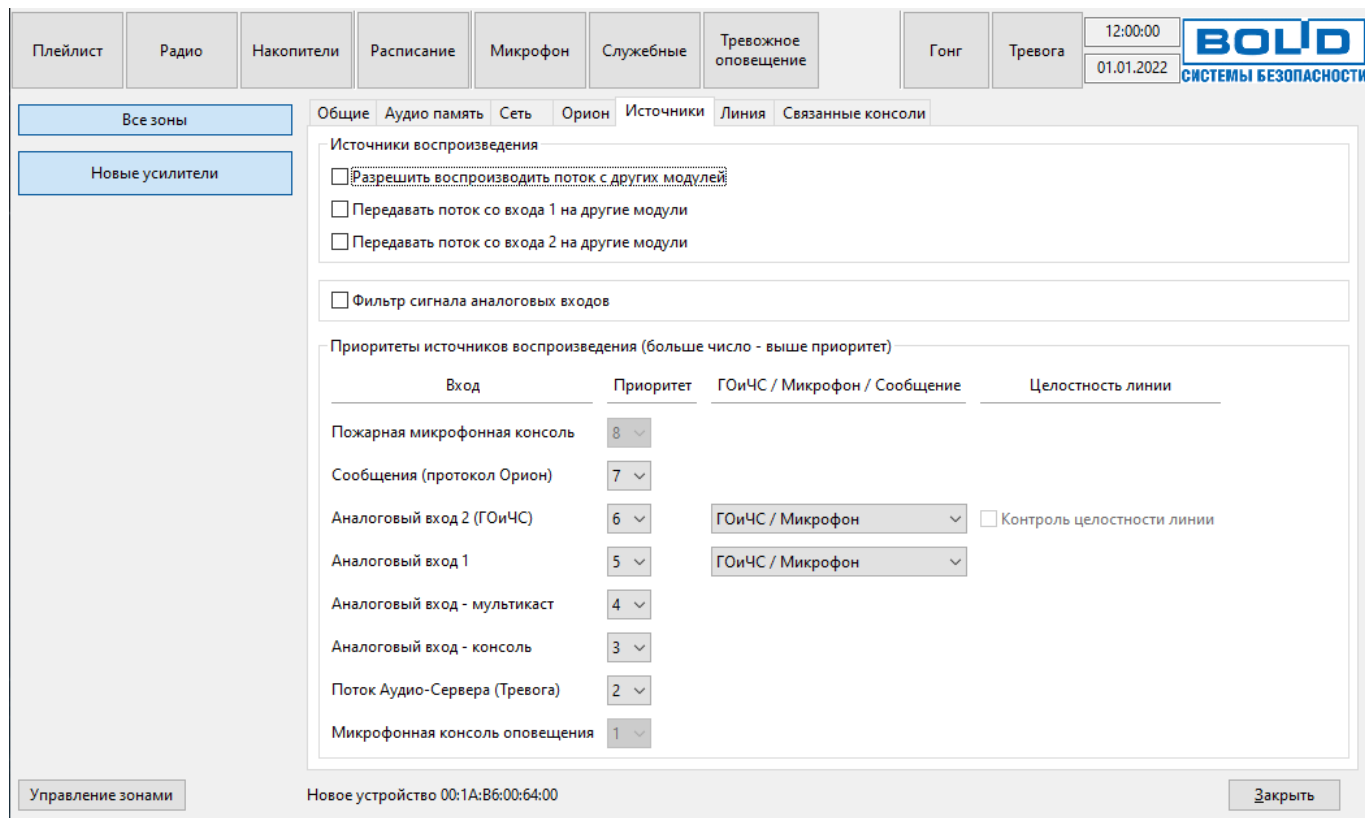 Плейлист
Радио
Накопители
Расписание
Микрофон
Служебные
Тревожное
оповещение
Гонг
Тревога
12:00:00
01.01.2022
BOLID
СИСТЕМЫ БЕЗОПАСНОСТИ
Все зоны
Новые усилители
Общие Аудио память Сеть Орион Источники Линия Связанные консоли
Источники воспроизведения
Разрешить воспроизводить поток с других модулей
Передавать поток со входа 1 на другие модули
Передавать поток со входа 2 на другие модули
Фильтр сигнала аналоговых входов
Приоритеты источников воспроизведения (больше число - выше приоритет)
Вход Приоритет ГОиЧС / Микрофон / Сообщение Целостность линии
Пожарная микрофонная консоль 8
Сообщения (протокол Орион) 7
Аналоговый вход 2 (ГОиЧС) 6 ГОиЧС / Микрофон Контроль целостности линии
Аналоговый вход 1 5 ГОиЧС / Микрофон
Аналоговый вход - мультикаст 4
Аналоговый вход - консоль 3
Поток Аудио-Сервера (Тревога) 2
Микрофонная консоль оповещения 1
Управление зонами
Новое устройство 00:1A:B6:00:64:00
Закрыть